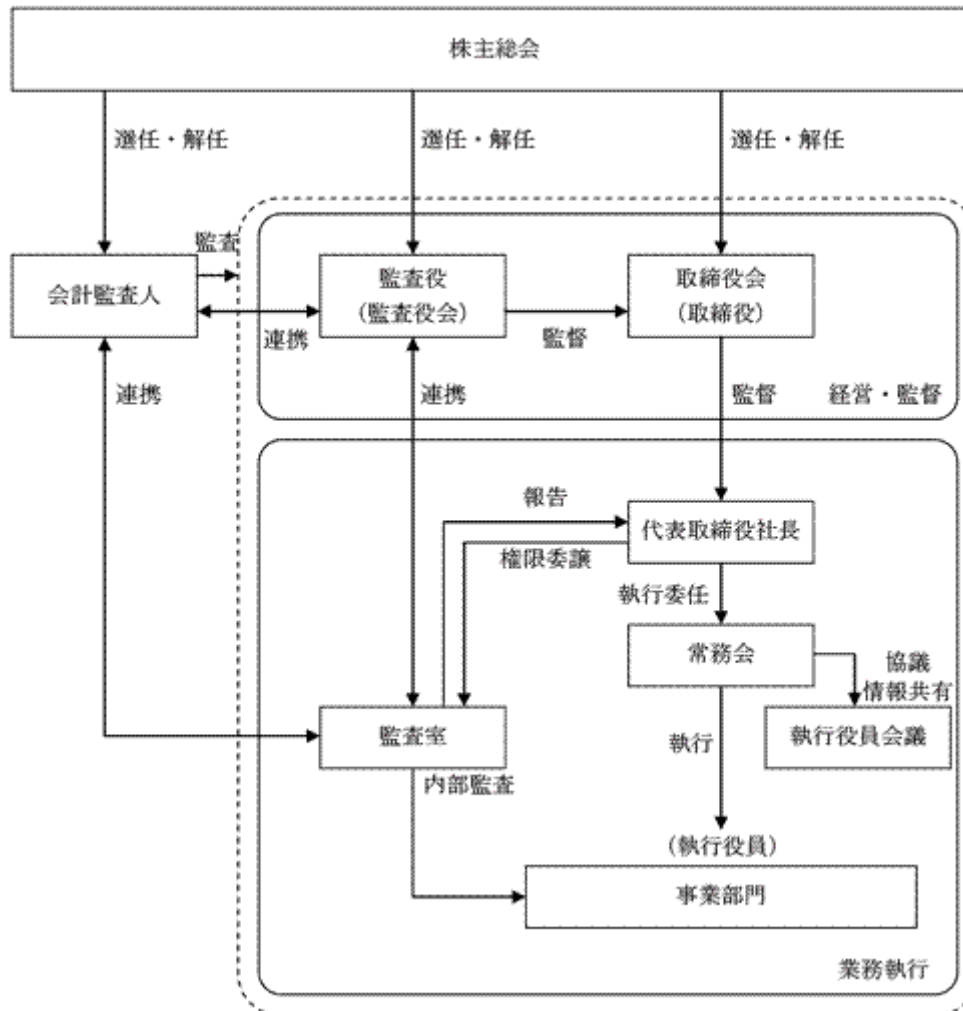 株主総会
選任・解任
選任・解任
選任・解任
監査
会計監査人
監査役
(監査役会)
取締役会
(取締役)
連携
監督
連携
連携
監督
経営・監督
報告
代表取締役社長
権限委譲
執行委任
常務会
協議
情報共有
監査室
執行
執行役員会議
内部監査
(執行役員)
事業部門
業務執行